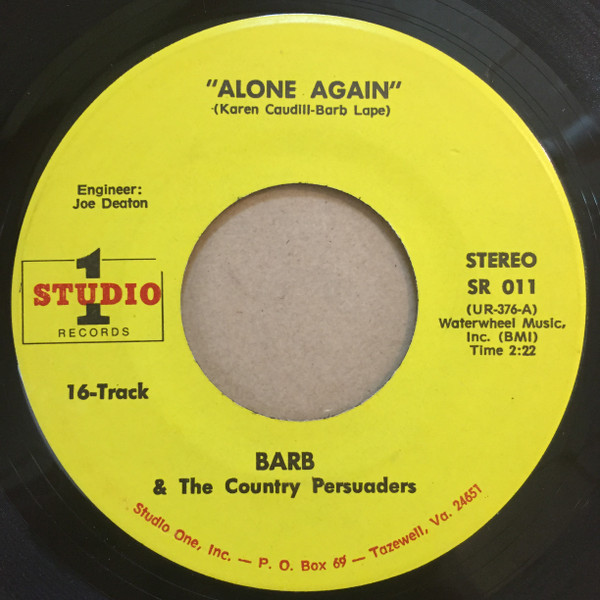 "ALONE AGAIN"
(Karen Caudill-Barb Lape)
Engineer:
Joe Deaton
1
STUDIO
RECORDS
16-Track
STEREO
SR 011
(UR-376-A)
Waterwheel Music,
Inc. (BMI)
Time 2:22
BARB
& The Country Persuaders
Studio One, Inc. — P. O. Box 69 — Tazewell, Va. 24651